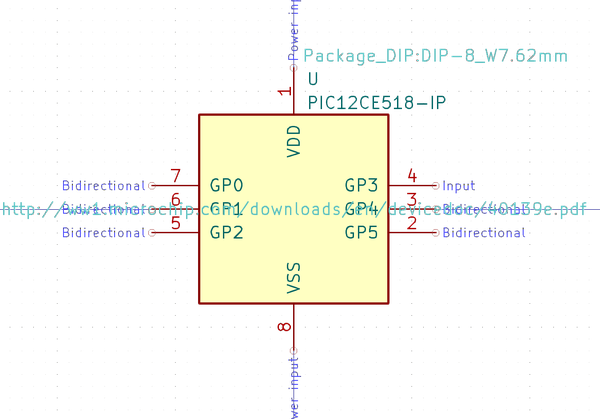 Power in
Package_DIP:DIP-8_W7.62mm
U
PIC12CE518-IP
1
VDD
Bidirectional 7 GP0 GP3 4 Input
Bidirectional 6 GP1 GP4 3 Bidirectional
http://ww1.microchip.com/downloads/en/devicedoc/40139e.pdf
Bidirectional 5 GP2 GP5 2 Bidirectional
VSS
8
wer input